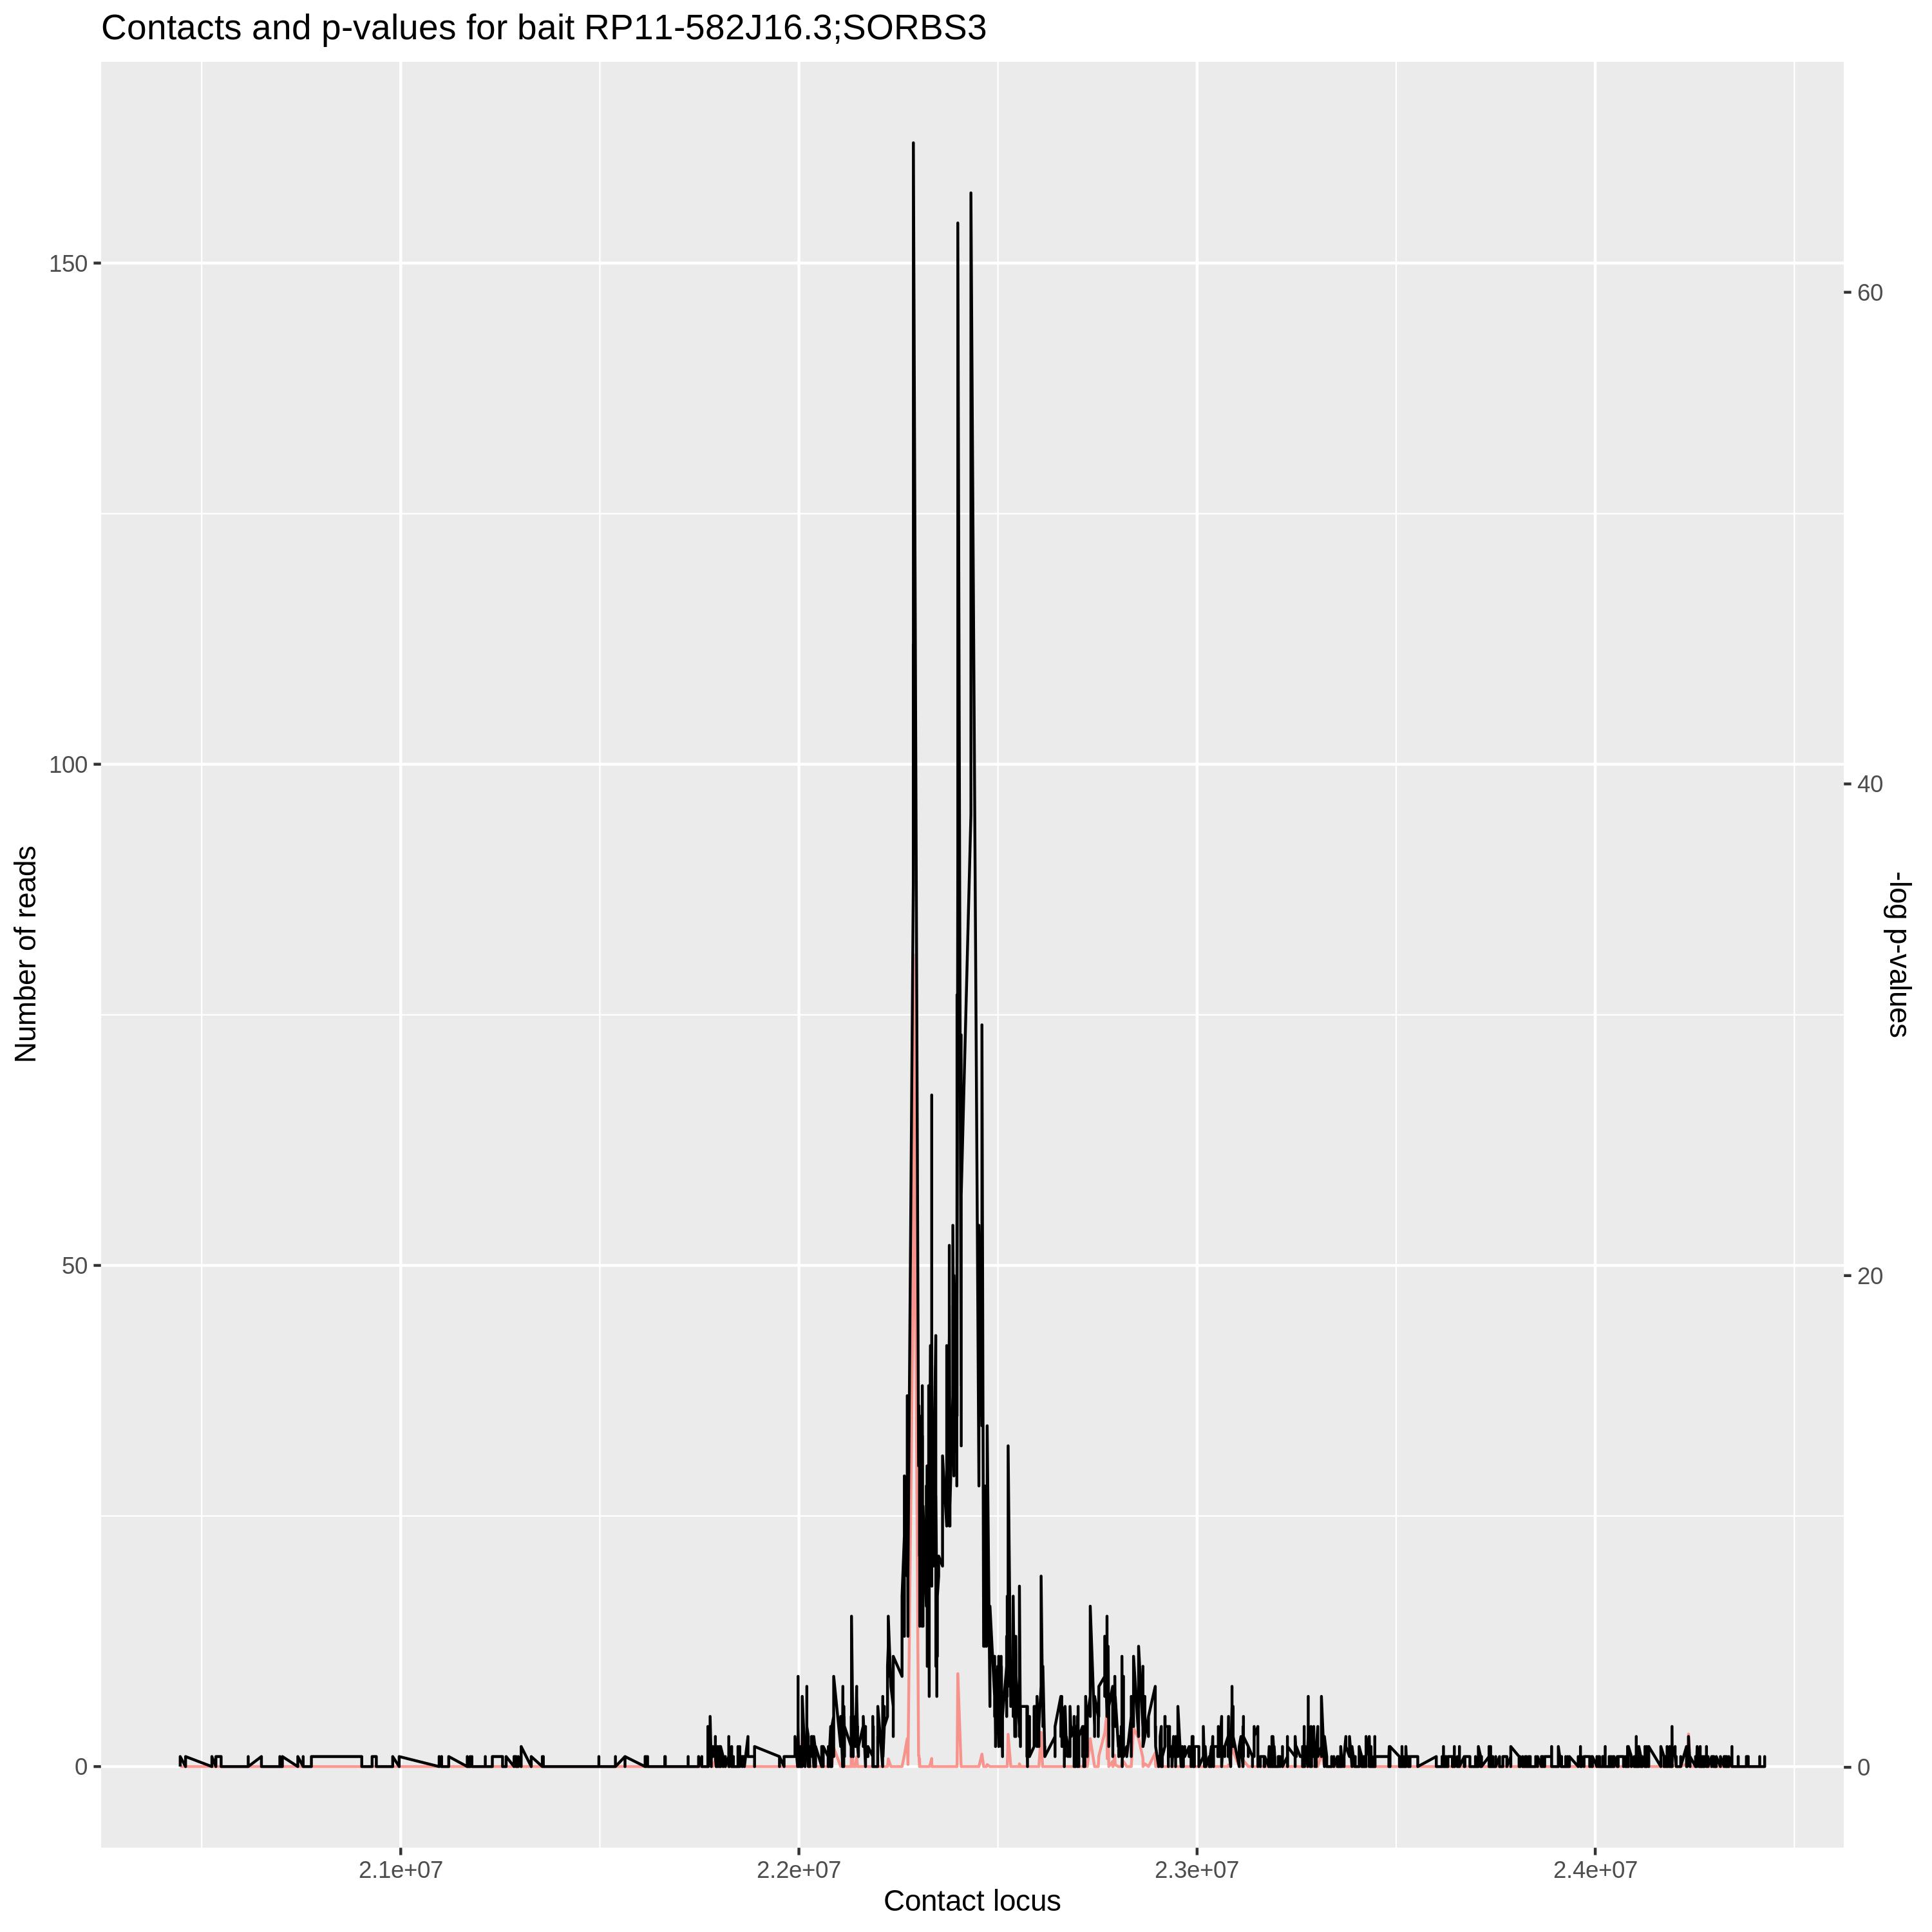 Contacts and p-values for bait RP11-582J16.3;SORBS3
150
100
50
0
60
40
20
0
Number of reads
-log p-values
2.1e+07 2.2e+07 2.3e+07 2.4e+07
Contact locus